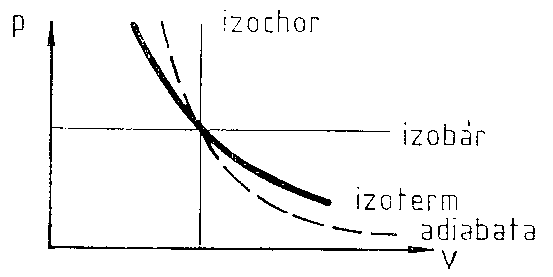 p
izochor
izobár
izoterm
adiabata
V